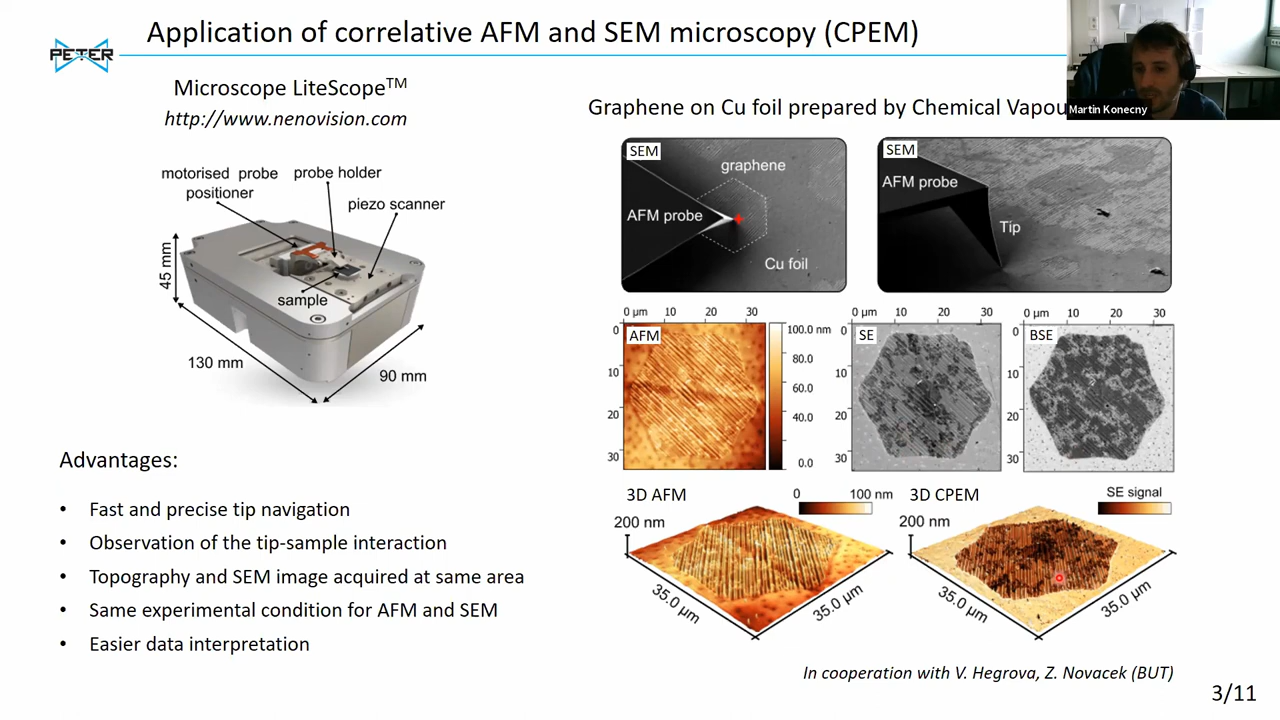 PETER
Application of correlative AFM and SEM microscopy (CPEM)
Martin Konecny
Microscope LiteScope™
http://www.nenovision.com
motorised probe
positioner
probe holder
piezo scanner
sample
45 mm
130 mm
90 mm
Advantages:
• Fast and precise tip navigation
• Observation of the tip-sample interaction
• Topography and SEM image acquired at same area
• Same experimental condition for AFM and SEM
• Easier data interpretation
Graphene on Cu foil prepared by Chemical Vapou
SEM
graphene
AFM probe
Cu foil
SEM
AFM probe
Tip
0 µm 10 20 30
0
10
20
30
AFM
100.0 nm
80.0
60.0
40.0
0.0
0 µm 10 20 30
0
10
20
30
SE
0 µm 10 20 30
0
10
20
30
BSE
3D AFM
0 100 nm
200 nm
35.0 µm
35.0 µm
3D CPEM
SE signal
200 nm
35.0 µm
35.0 µm
In cooperation with V. Hegrova, Z. Novacek (BUT)
3/11